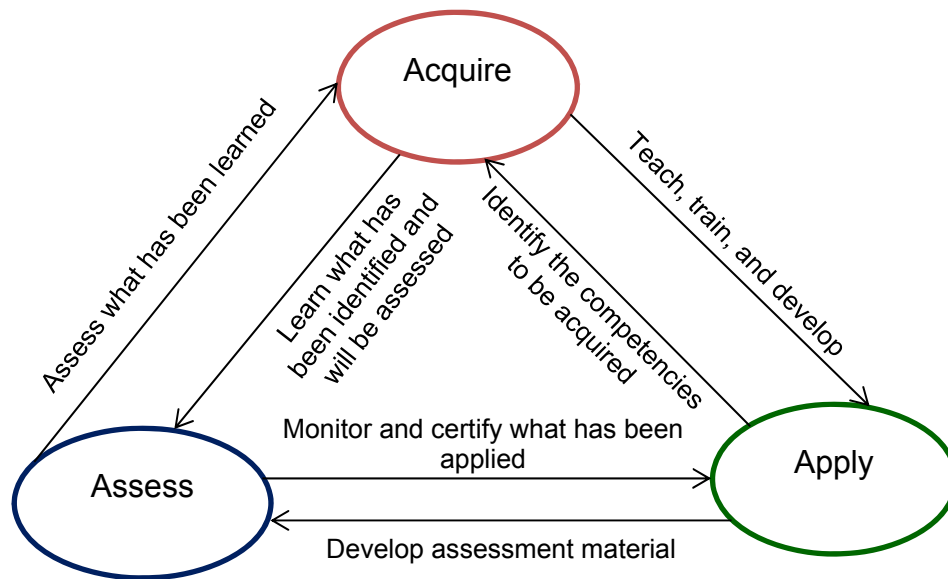 Acquire
Assess what has been learned
Learn what has
been identified and
will be assessed
Identify the competencies
to be acquired
Teach, train, and develop
Monitor and certify what has been
applied
Assess
Apply
Develop assessment material